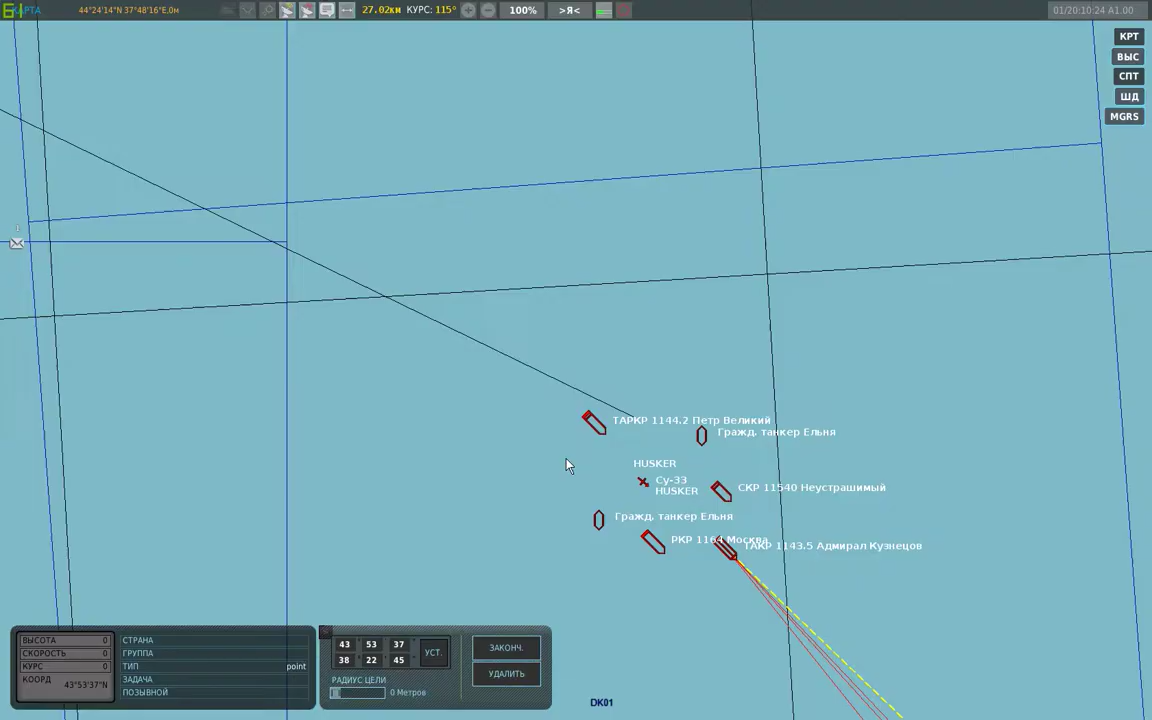 61
КАРТА
44°24'14"N 37°48'16"E.0м
27.02км КУРС: 115°
100%
>Я<
01/20:10:24 A1.00
КРТ
ВЫС
СПТ
ШД
MGRS
ТАРКР 1144.2 Петр Великий
Гражд. танкер Ельня
HUSKER
Су-33
HUSKER
СКР 11540 Неустрашимый
Гражд. танкер Ельня
РКР 1164 Москва
ТАКР 1143.5 Адмирал Кузнецов
ВЫСОТА 0
СКОРОСТЬ 0
КУРС 0
КООРД
43°53'37"N
СТРАНА
ГРУППА
ТИП point
ЗАДАЧА
ПОЗЫВНОЙ
43 ° 53 ' 37 "
38 ° 22 ' 45 "
УСТ.
РАДИУС ЦЕЛИ
0 Метров
ЗАКОНЧ.
УДАЛИТЬ
DK01